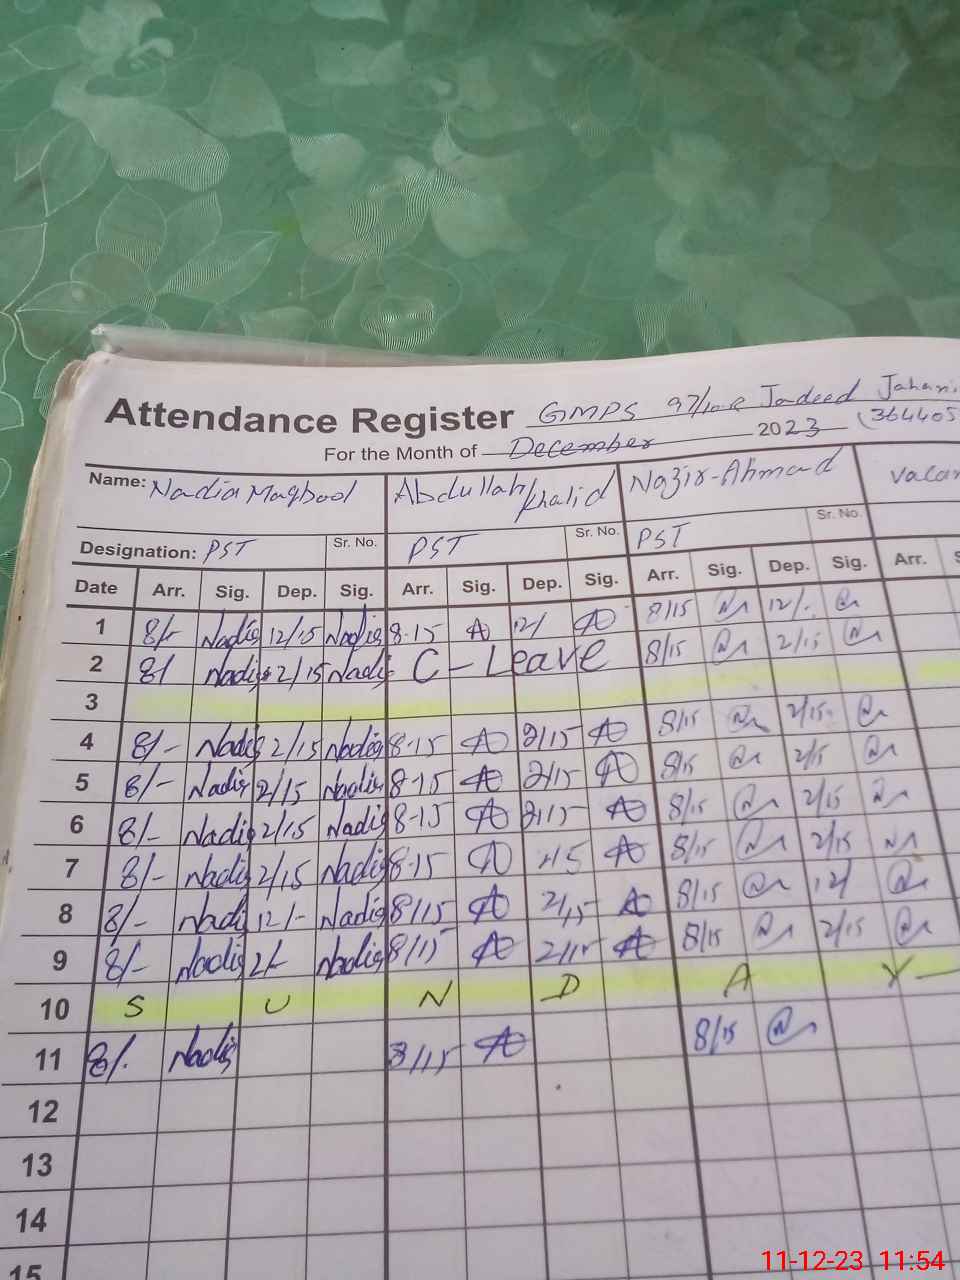 Attendance Register GMPS 97/10-R Jadeed Jahani
For the Month of December 2023 (364405
Name: Nadia Maqbool Abdullah Khalid Nazir-Ahmad Vacan
Designation: PST Sr. No. PST Sr. No. PST Sr. No.
Date Arr. Sig. Dep. Sig. Arr. Sig. Dep. Sig. Arr. Sig. Dep. Sig. Arr. S
1 8/- Nadia 12/15 Nadia 8-15 A 12/ A 8/15 12/.
2 8/ Nadia 2/15 Nadia C-Leave 8/15 2/15
3
4 8/- Nadia 2/15 Nadia 8-15 A 2/15 A 8/15 2/15
5 8/- Nadia 2/15 Nadia 8-15 A 2/15 A 8/15 2/15
6 8/- Nadia 2/15 Nadia 8-15 A 2/15 A 8/15 2/15
7 8/- Nadia 2/15 Nadia 8-15 A 215 A 8/15 2/15
8 8/- Nadia 12/- Nadia 8/15 A 2/15 A 8/15 12/
9 8/- Nadia 2/- Nadia 8/15 A 2/15 A 8/15 2/15
10 S U N D A Y -
11 8/. Nadia 8/15 A 8/15
12
13
14
15
11-12-23 11:54